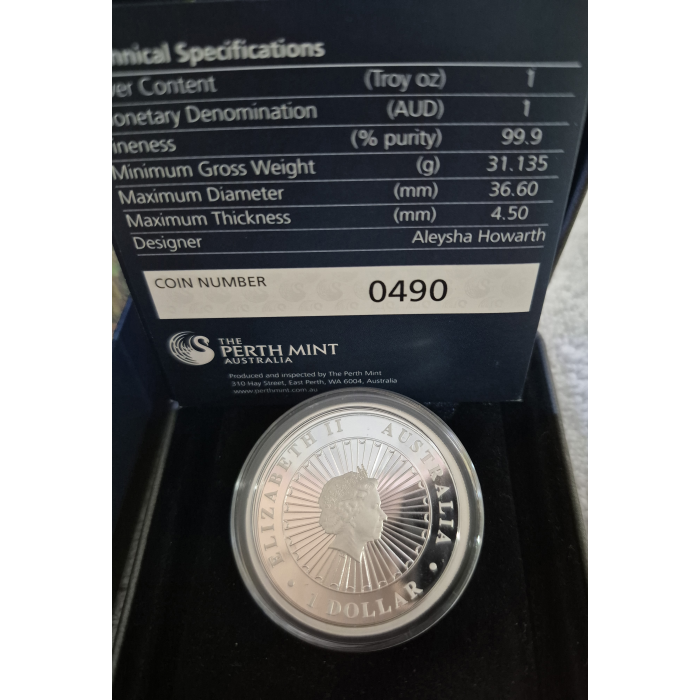 nnical Specifications
ver Content (Troy oz) 1
onetary Denomination (AUD) 1
ineness (% purity) 99.9
Minimum Gross Weight (g) 31.135
Maximum Diameter (mm) 36.60
Maximum Thickness (mm) 4.50
Designer Aleysha Howarth
COIN NUMBER 0490
THE
PERTH MINT
AUSTRALIA
Produced and inspected by The Perth Mint
310 Hay Street, East Perth, WA 6004, Australia
www.perthmint.com.au
ELIZABETH II AUSTRALIA
• 1 DOLLAR •